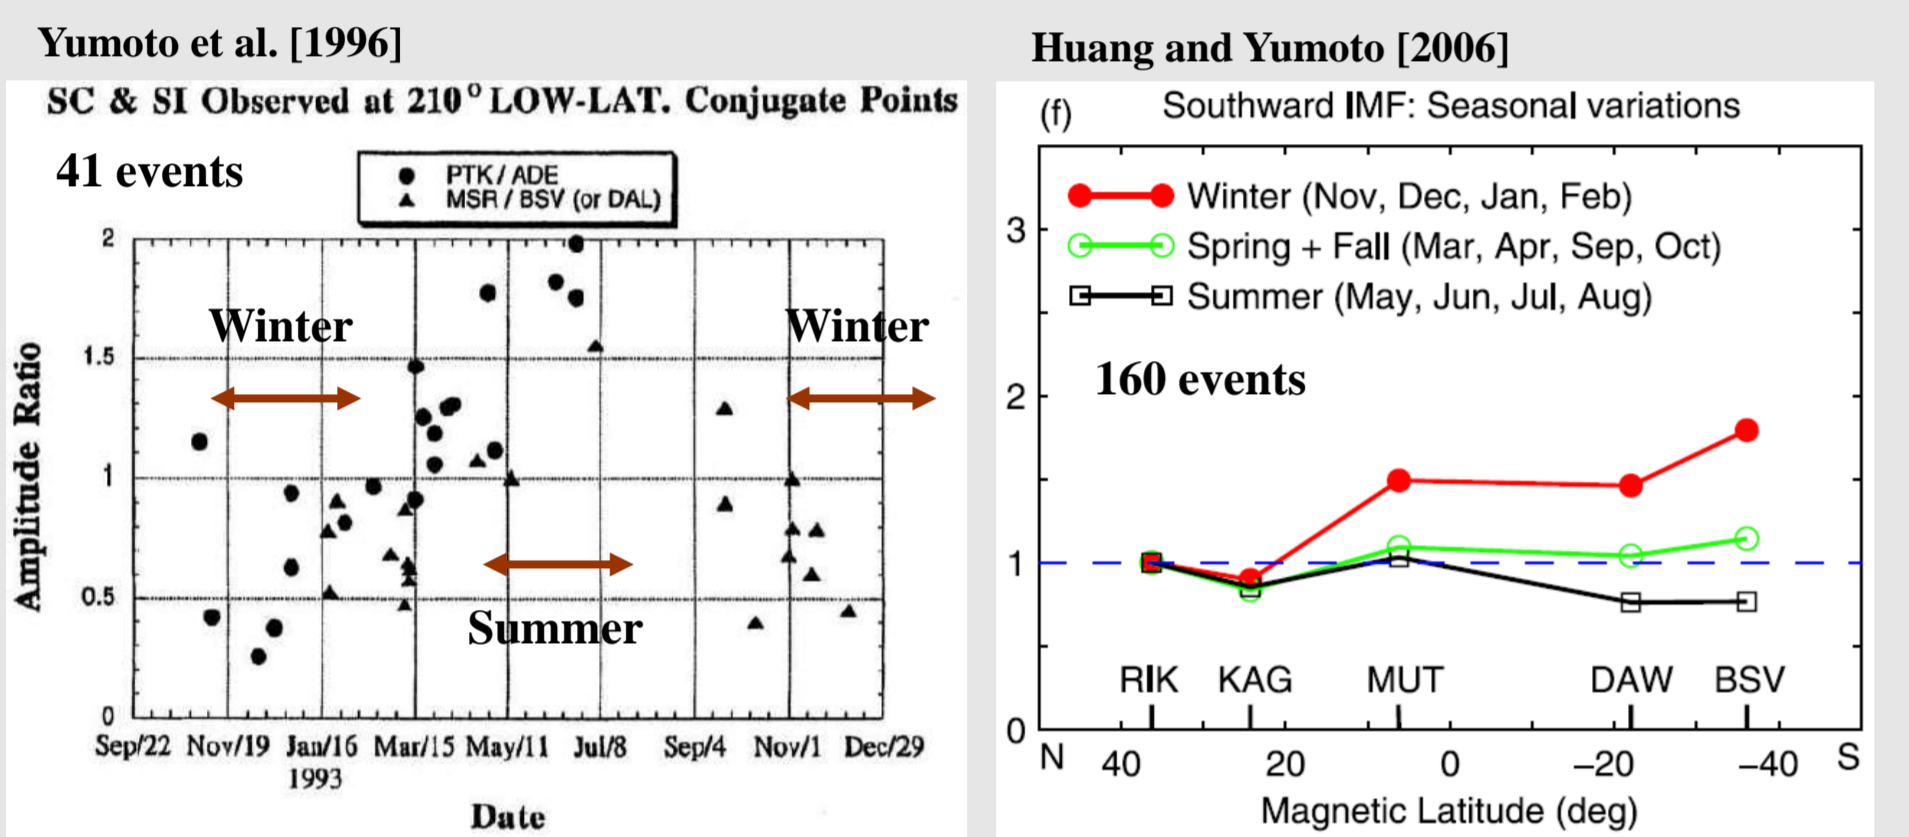 Yumoto et al. [1996]
SC & SI Observed at 210° LOW-LAT. Conjugate Points
41 events
PTK / ADE
MSR / BSV (or DAL)
2
1.5
1
0.5
0
Amplitude Ratio
Winter
Winter
Summer
Sep/22 Nov/19 Jan/16 Mar/15 May/11 Jul/8 Sep/4 Nov/1 Dec/29
1993
Date
Huang and Yumoto [2006]
(f) Southward IMF: Seasonal variations
Winter (Nov, Dec, Jan, Feb)
Spring + Fall (Mar, Apr, Sep, Oct)
Summer (May, Jun, Jul, Aug)
160 events
3
2
1
0
RIK KAG MUT DAW BSV
N 40 20 0 −20 −40 S
Magnetic Latitude (deg)